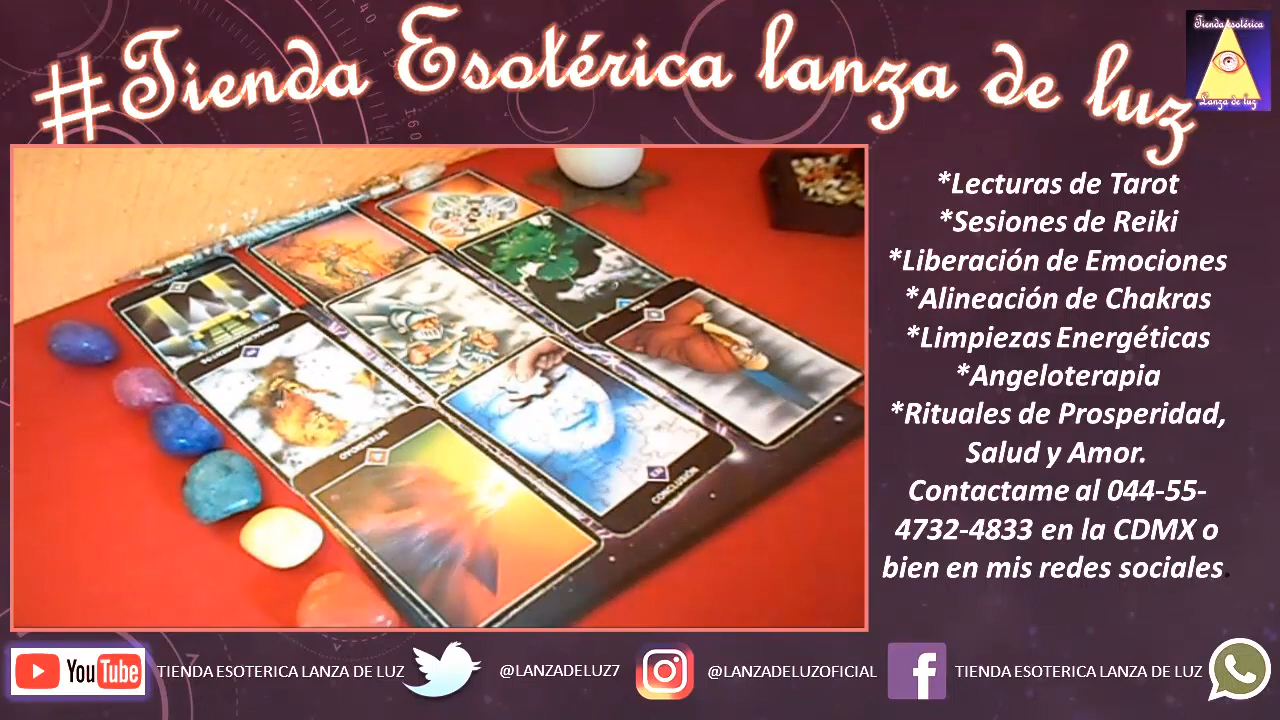 #Tienda Esotérica lanza de luz
Tienda esotérica
Lanza de luz
*Lecturas de Tarot
*Sesiones de Reiki
*Liberación de Emociones
*Alineación de Chakras
*Limpiezas Energéticas
*Angeloterapia
*Rituales de Prosperidad,
Salud y Amor.
Contactame al 044-55-
4732-4833 en la CDMX o
bien en mis redes sociales.
INTENSIDAD
CONCLUSIÓN
YouTube TIENDA ESOTERICA LANZA DE LUZ @LANZADELUZ7 @LANZADELUZOFICIAL TIENDA ESOTERICA LANZA DE LUZ